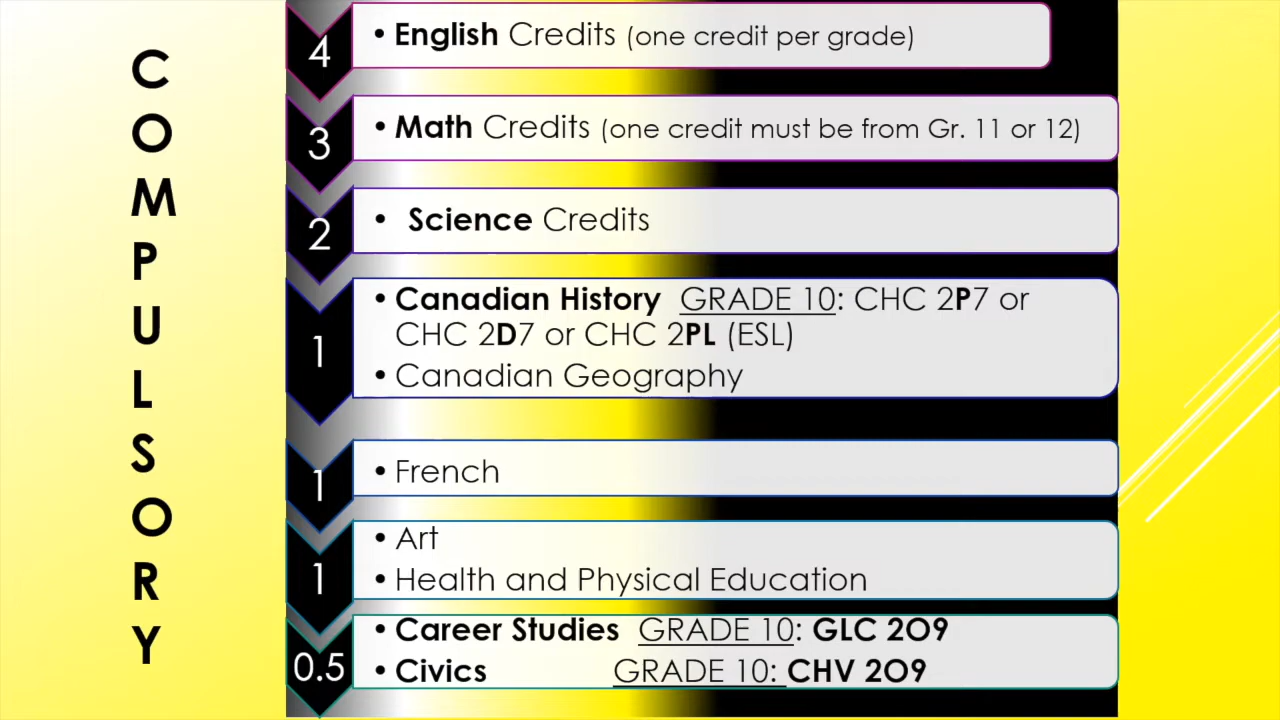 COMPULSORY
4
• English Credits (one credit per grade)
3
• Math Credits (one credit must be from Gr. 11 or 12)
2
• Science Credits
1
• Canadian History GRADE 10: CHC 2P7 or
CHC 2D7 or CHC 2PL (ESL)
• Canadian Geography
1
• French
1
• Art
• Health and Physical Education
0.5
• Career Studies GRADE 10: GLC 2O9
• Civics GRADE 10: CHV 2O9